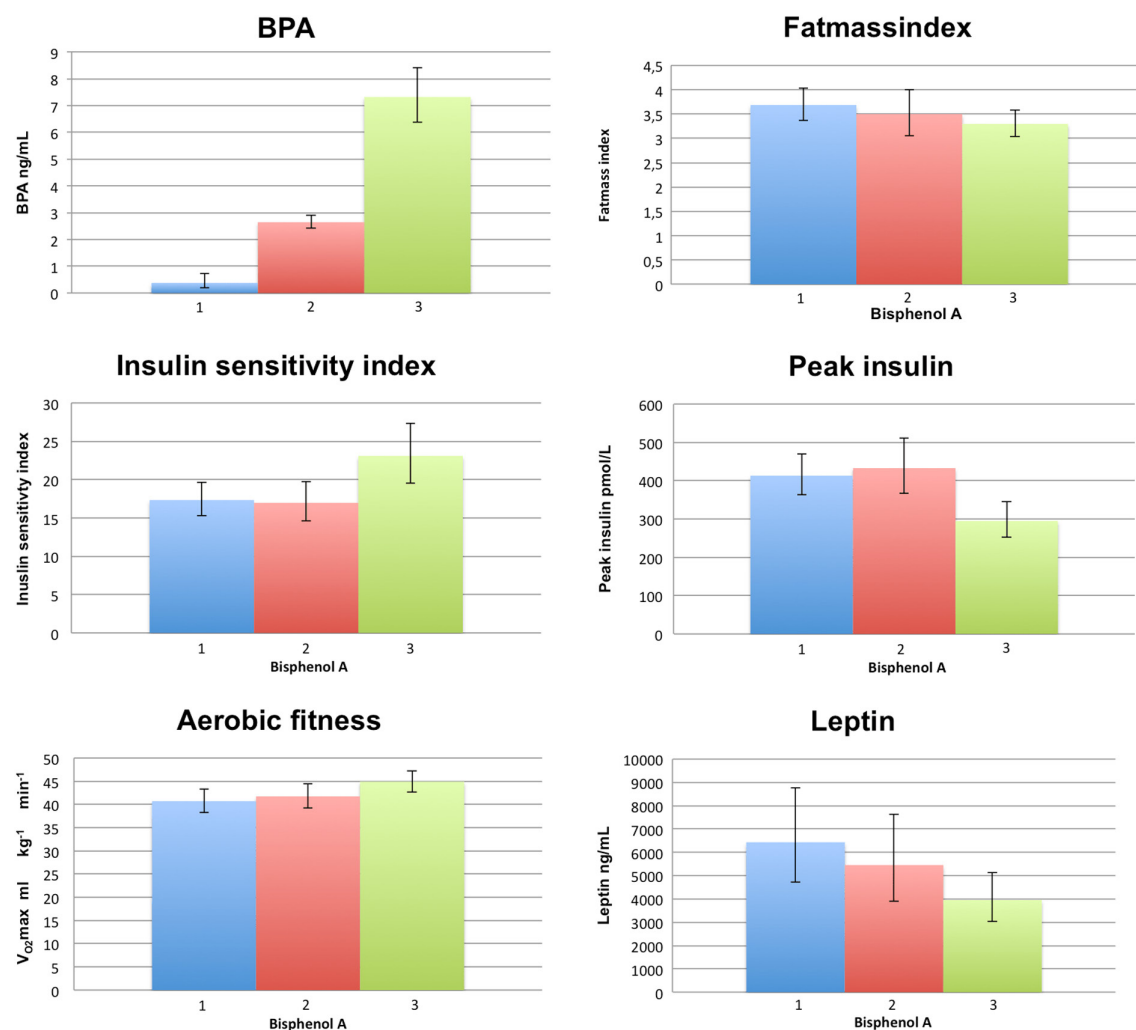 BPA
BPA ng/mL
9
8
7
6
5
4
3
2
1
0
1 2 3
Fatmassindex
Fatmass index
4,5
4
3,5
3
2,5
2
1,5
1
0,5
0
1 2 3
Bisphenol A
Insulin sensitivity index
Inuslin sensitivty index
30
25
20
15
10
5
0
1 2 3
Bisphenol A
Peak insulin
Peak insulin pmol/L
600
500
400
300
200
100
0
1 2 3
Bisphenol A
Aerobic fitness
V_O2max ml kg⁻¹ min⁻¹
50
45
40
35
30
25
20
15
10
5
0
1 2 3
Bisphenol A
Leptin
Leptin ng/mL
10000
9000
8000
7000
6000
5000
4000
3000
2000
1000
0
1 2 3
Bisphenol A